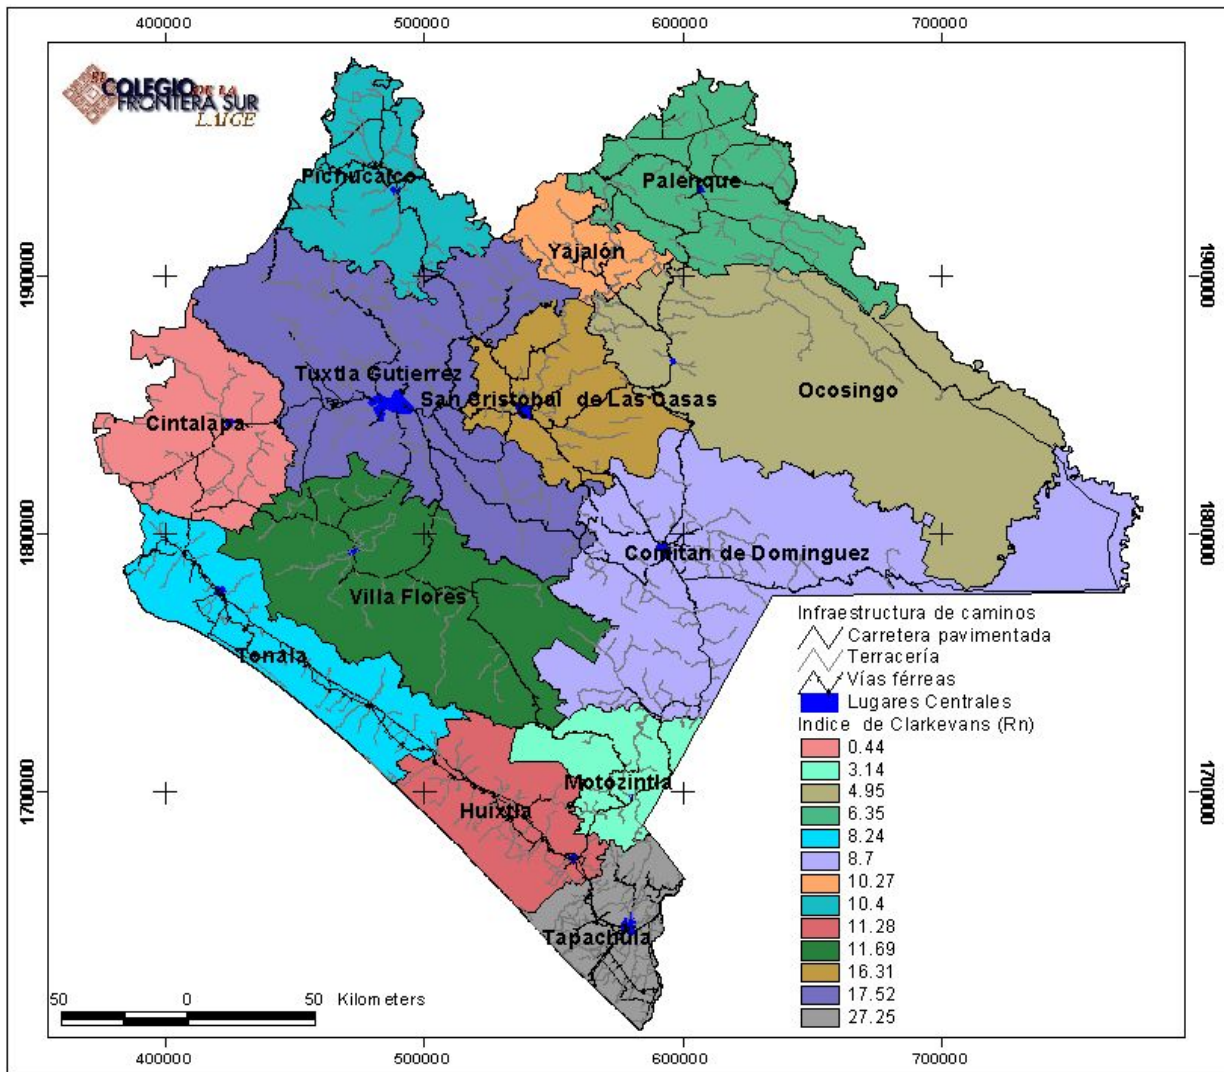 400000 500000 600000 700000
EL
COLEGIO DE LA
FRONTERA SUR
LAIGE
Pichucalco
Palenque
Yajalón
1900000
1900000
Tuxtla Gutierrez
San Cristobal de Las Casas
Ocosingo
Cintalapa
1800000
1800000
Comitán de Dominguez
Villa Flores
Tonala
Motozintla
Huixtla
Tapachula
1700000
1700000
Infraestructura de caminos
Carretera pavimentada
Terracería
Vías férreas
Lugares Centrales
Indice de Clarkevans (Rn)
0.44
3.14
4.95
6.35
8.24
8.7
10.27
10.4
11.28
11.69
16.31
17.52
27.25
50 0 50 Kilometers
400000 500000 600000 700000